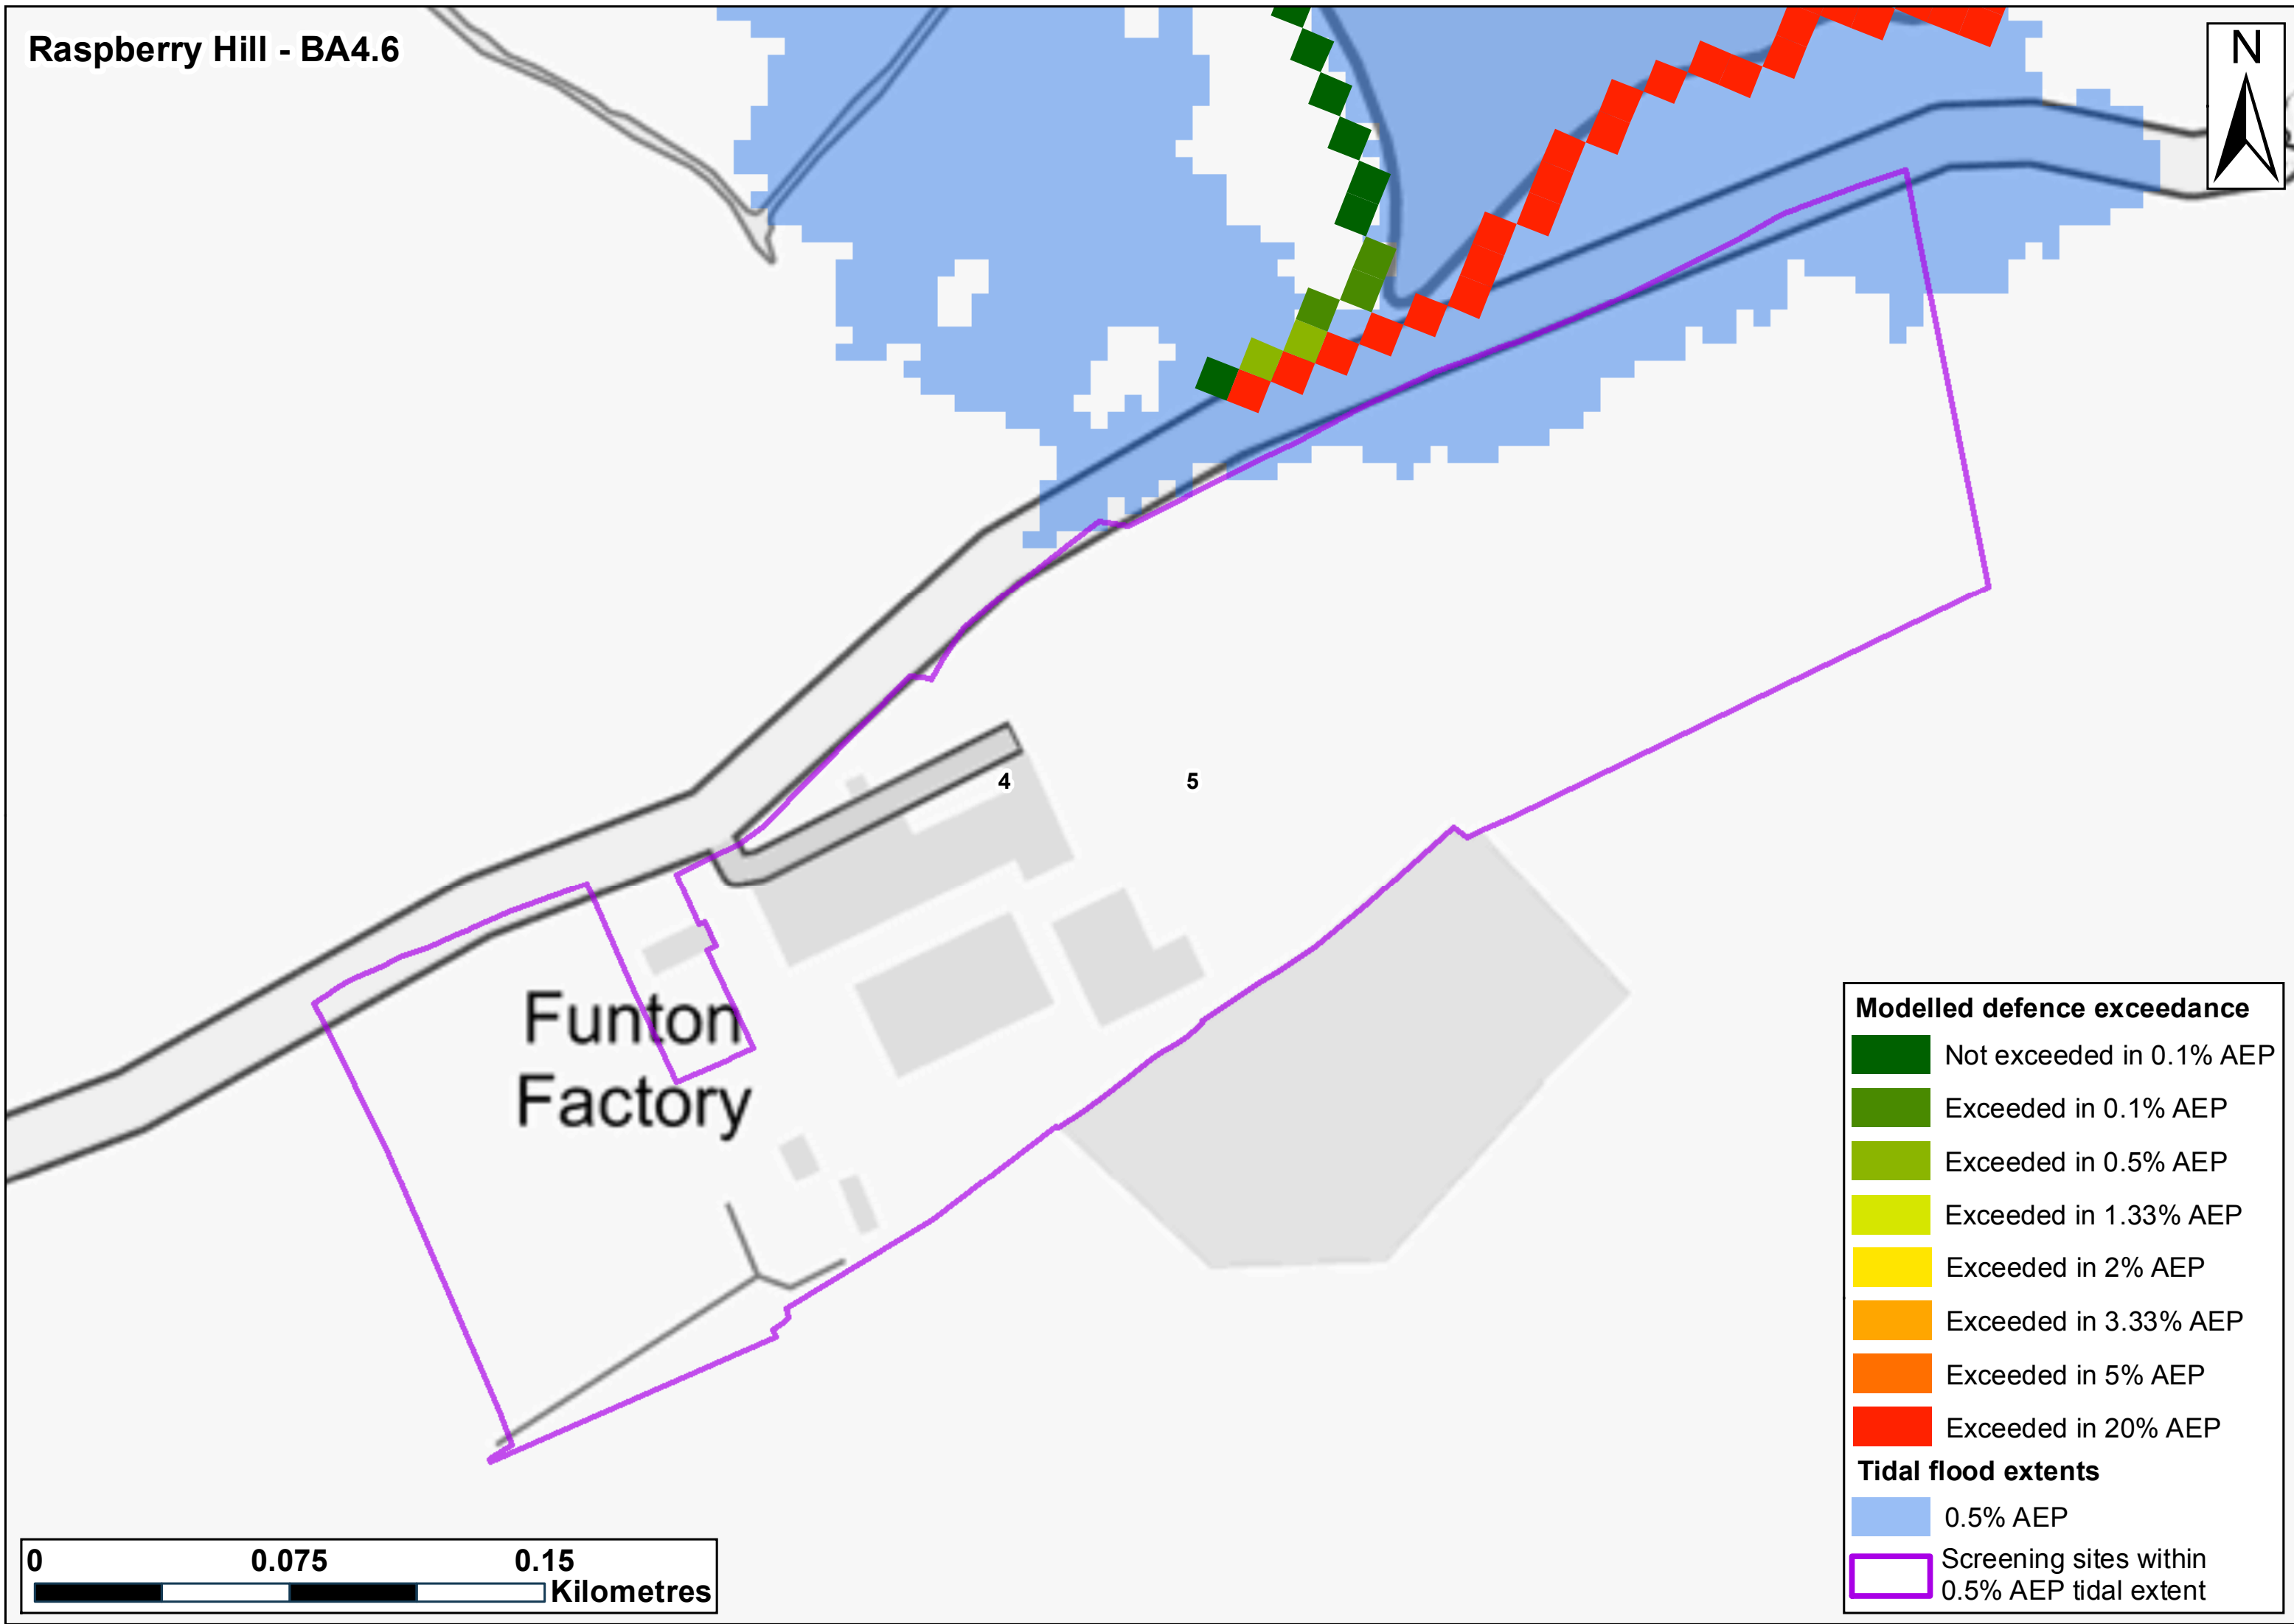 Raspberry Hill - BA4.6
N
4
5
Funton
Factory
Modelled defence exceedance
Not exceeded in 0.1% AEP
Exceeded in 0.1% AEP
Exceeded in 0.5% AEP
Exceeded in 1.33% AEP
Exceeded in 2% AEP
Exceeded in 3.33% AEP
Exceeded in 5% AEP
Exceeded in 20% AEP
Tidal flood extents
0.5% AEP
Screening sites within
0.5% AEP tidal extent
0 0.075 0.15
Kilometres